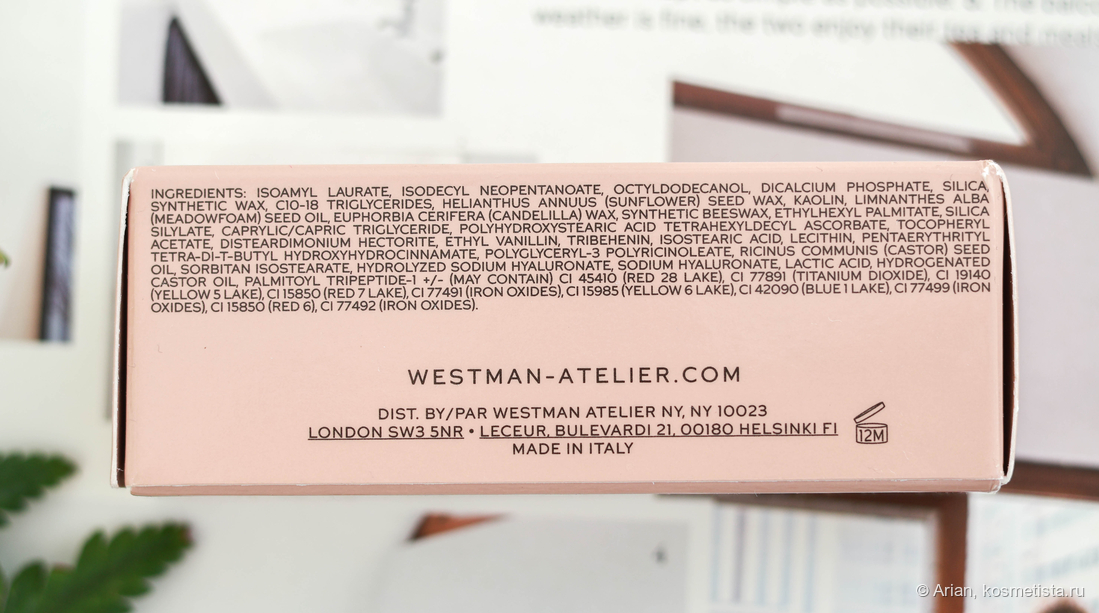 weather is fine, the two enjoy their tea and meals
INGREDIENTS: ISOAMYL LAURATE, ISODECYL NEOPENTANOATE, OCTYLDODECANOL, DICALCIUM PHOSPHATE, SILICA,
SYNTHETIC WAX, C10-18 TRIGLYCERIDES, HELIANTHUS ANNUUS (SUNFLOWER) SEED WAX, KAOLIN, LIMNANTHES ALBA
(MEADOWFOAM) SEED OIL, EUPHORBIA CERIFERA (CANDELILLA) WAX, SYNTHETIC BEESWAX, ETHYLHEXYL PALMITATE, SILICA
SILYLATE, CAPRYLIC/CAPRIC TRIGLYCERIDE, POLYHYDROXYSTEARIC ACID TETRAHEXYLDECYL ASCORBATE, TOCOPHERYL
ACETATE, DISTEARDIMONIUM HECTORITE, ETHYL VANILLIN, TRIBEHENIN, ISOSTEARIC ACID, LECITHIN, PENTAERYTHRITYL
TETRA-DI-T-BUTYL HYDROXYHYDROCINNAMATE, POLYGLYCERYL-3 POLYRICINOLEATE, RICINUS COMMUNIS (CASTOR) SEED
OIL, SORBITAN ISOSTEARATE, HYDROLYZED SODIUM HYALURONATE, SODIUM HYALURONATE, LACTIC ACID, HYDROGENATED
CASTOR OIL, PALMITOYL TRIPEPTIDE-1 +/- (MAY CONTAIN) CI 45410 (RED 28 LAKE), CI 77891 (TITANIUM DIOXIDE), CI 19140
(YELLOW 5 LAKE), CI 15850 (RED 7 LAKE), CI 77491 (IRON OXIDES), CI 15985 (YELLOW 6 LAKE), CI 42090 (BLUE 1 LAKE), CI 77499 (IRON
OXIDES), CI 15850 (RED 6), CI 77492 (IRON OXIDES).
WESTMAN-ATELIER.COM
DIST. BY/PAR WESTMAN ATELIER NY, NY 10023
LONDON SW3 5NR • LECEUR, BULEVARDI 21, 00180 HELSINKI FI
12M
MADE IN ITALY
© Arian, kosmetista.ru